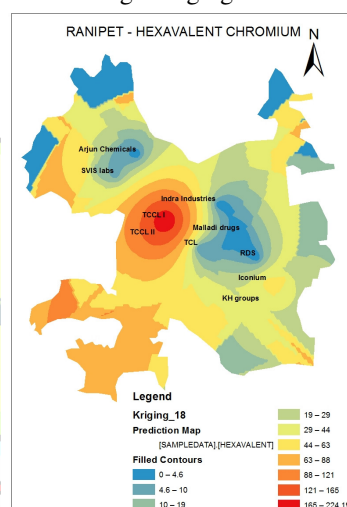 RANIPET - HEXAVALENT CHROMIUM
N
Arjun Chemicals
SVIS labs
Indra Industries
TCCL I
TCCL II
Malladi drugs
TCL
RDS
Iconium
KH groups
Legend
Kriging_18
Prediction Map
[SAMPLEDATA].[HEXAVALENT]
Filled Contours
0 – 4.6
4.6 – 10
10 – 19
19 – 29
29 – 44
44 – 63
63 – 88
88 – 121
121 – 165